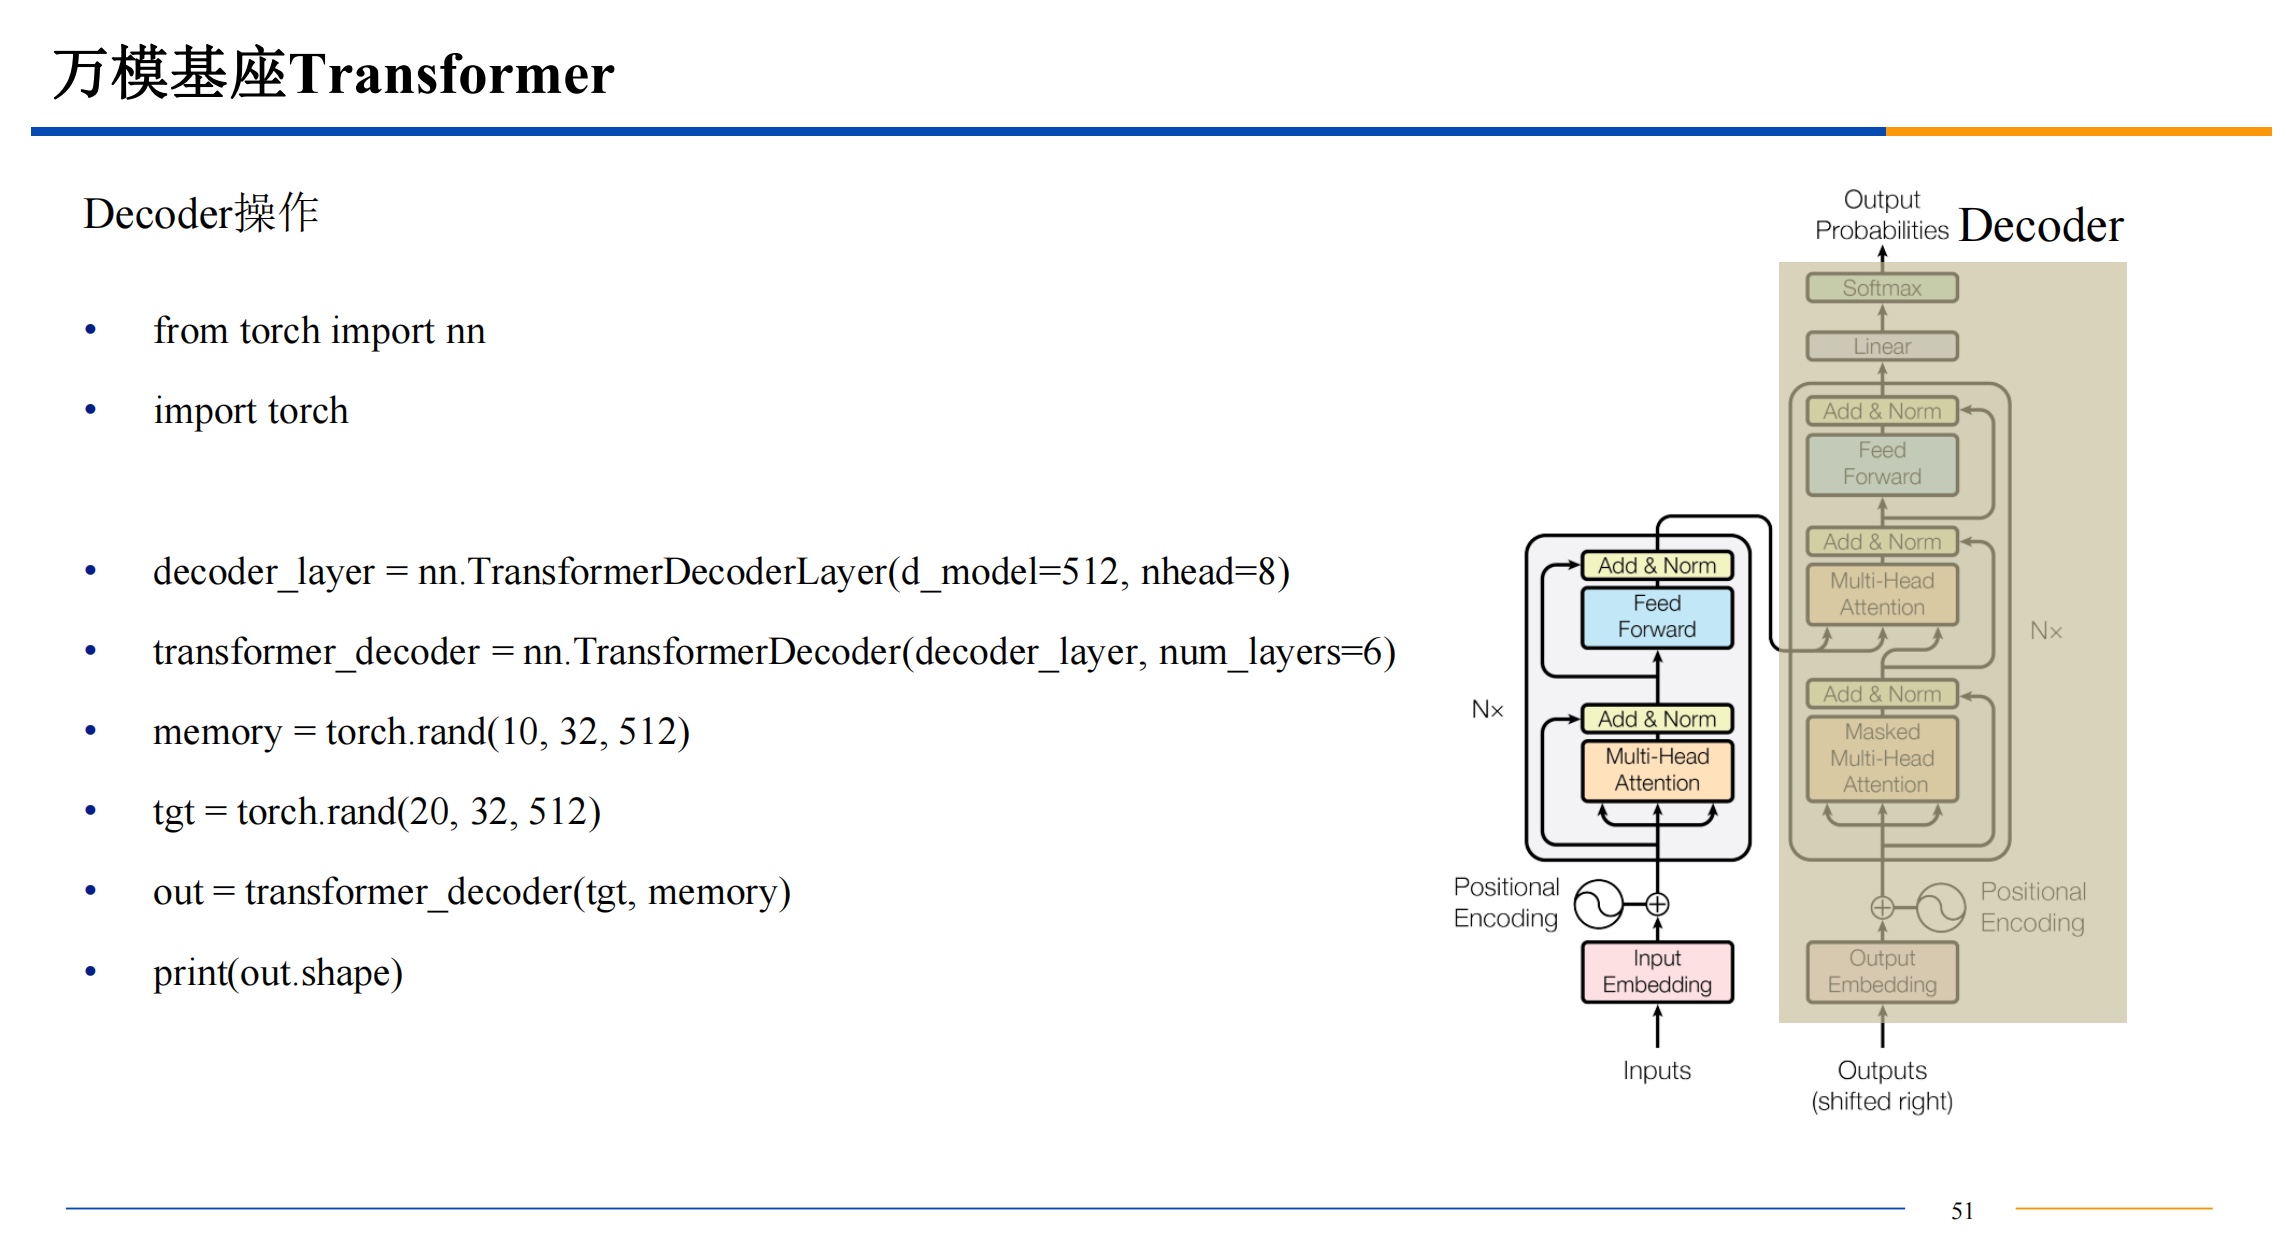 万模基座Transformer
Decoder操作
• from torch import nn
• import torch
• decoder_layer = nn.TransformerDecoderLayer(d_model=512, nhead=8)
• transformer_decoder = nn.TransformerDecoder(decoder_layer, num_layers=6)
• memory = torch.rand(10, 32, 512)
• tgt = torch.rand(20, 32, 512)
• out = transformer_decoder(tgt, memory)
• print(out.shape)
Output
Probabilities
Decoder
Softmax
Linear
Add & Norm
Feed
Forward
Add & Norm
Multi-Head
Attention
N×
Add & Norm
Masked
Multi-Head
Attention
Positional
Encoding
Output
Embedding
Outputs
(shifted right)
Add & Norm
Feed
Forward
N×
Add & Norm
Multi-Head
Attention
Positional
Encoding
Input
Embedding
Inputs
51